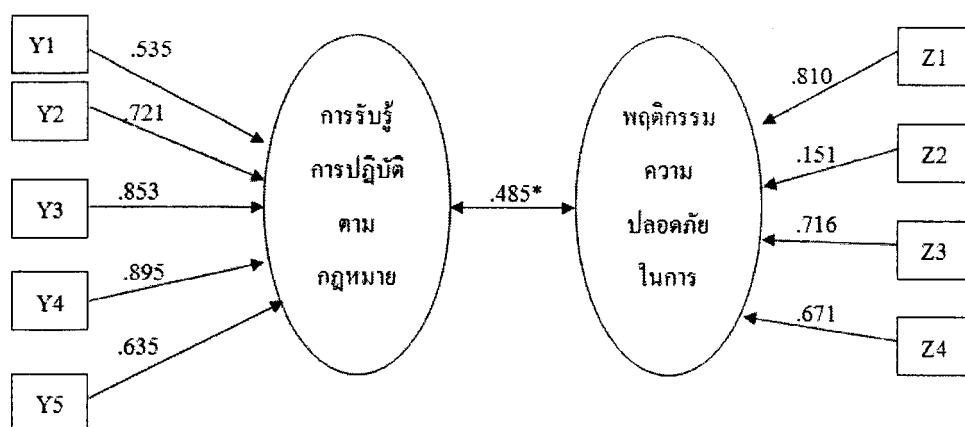 Y1
.535
Y2
.721
Y3
.853
Y4
.895
Y5
.635
การรับรู้
การปฏิบัติ
ตาม
กฎหมาย
.485*
พฤติกรรม
ความ
ปลอดภัย
ในการ
Z1
.810
Z2
.151
Z3
.716
Z4
.671